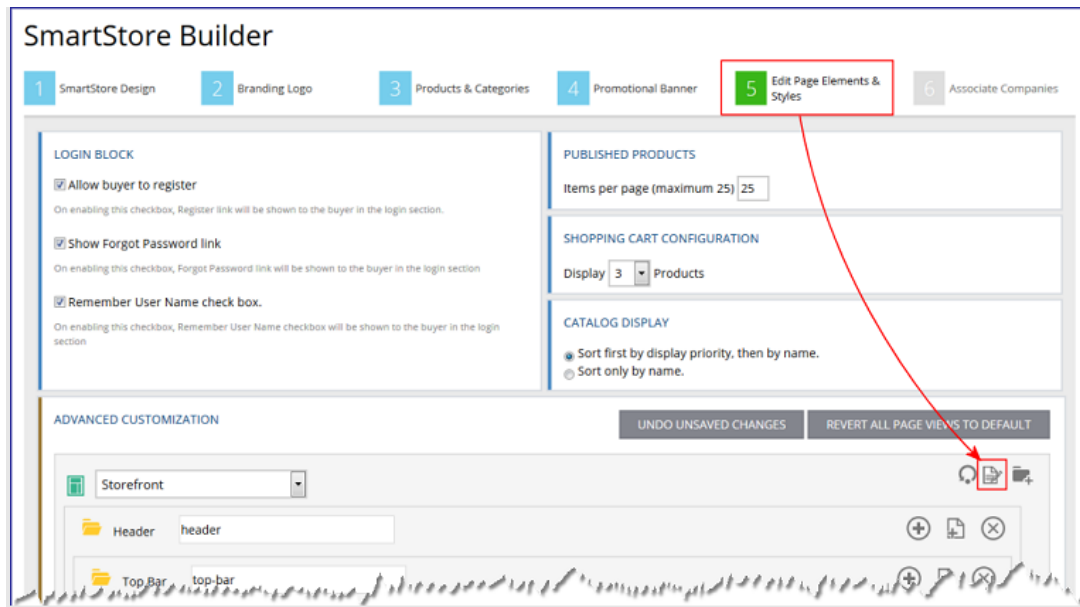 SmartStore Builder
1 SmartStore Design
2 Branding Logo
3 Products & Categories
4 Promotional Banner
5 Edit Page Elements &
Styles
6 Associate Companies
LOGIN BLOCK
Allow buyer to register
On enabling this checkbox, Register link will be shown to the buyer in the login section.
Show Forgot Password link
On enabling this checkbox, Forgot Password link will be shown to the buyer in the login section
Remember User Name check box.
On enabling this checkbox, Remember User Name checkbox will be shown to the buyer in the login
section
PUBLISHED PRODUCTS
Items per page (maximum 25) 25
SHOPPING CART CONFIGURATION
Display 3 Products
CATALOG DISPLAY
Sort first by display priority, then by name.
Sort only by name.
ADVANCED CUSTOMIZATION
UNDO UNSAVED CHANGES
REVERT ALL PAGE VIEWS TO DEFAULT
Storefront
Header header
Top Bar top-bar